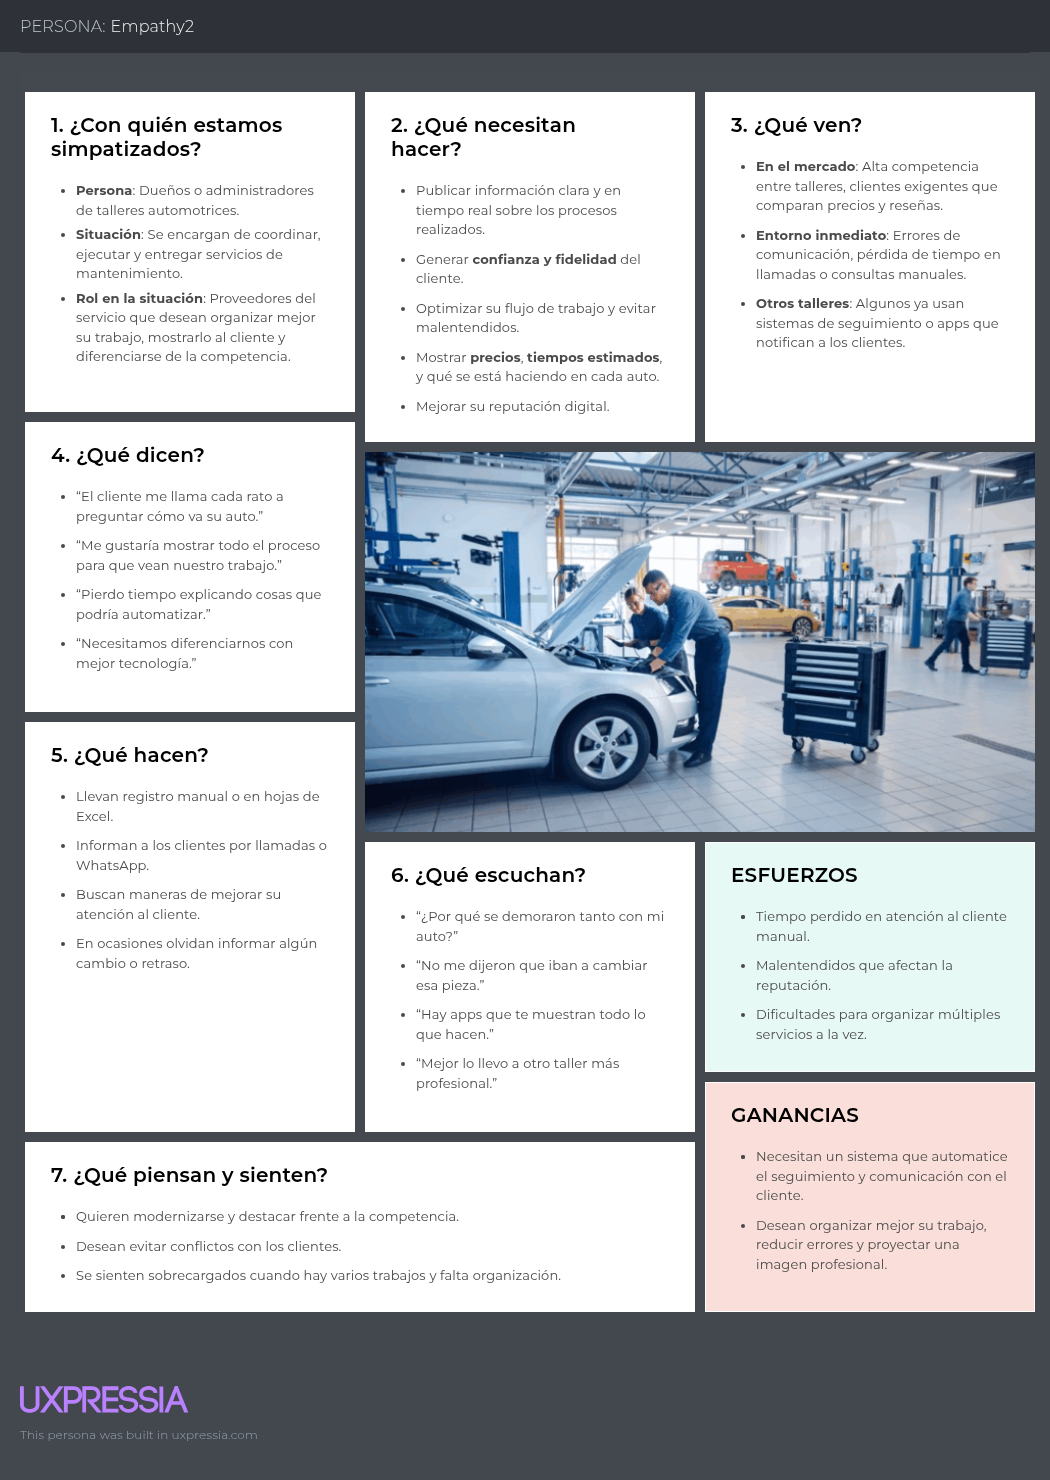 PERSONA: Empathy2
1. ¿Con quién estamos
simpatizados?
Persona: Dueños o administradores
de talleres automotrices.
Situación: Se encargan de coordinar,
ejecutar y entregar servicios de
mantenimiento.
Rol en la situación: Proveedores del
servicio que desean organizar mejor
su trabajo, mostrarlo al cliente y
diferenciarse de la competencia.
2. ¿Qué necesitan
hacer?
Publicar información clara y en
tiempo real sobre los procesos
realizados.
Generar confianza y fidelidad del
cliente.
Optimizar su flujo de trabajo y evitar
malentendidos.
Mostrar precios, tiempos estimados,
y qué se está haciendo en cada auto.
Mejorar su reputación digital.
3. ¿Qué ven?
En el mercado: Alta competencia
entre talleres, clientes exigentes que
comparan precios y reseñas.
Entorno inmediato: Errores de
comunicación, pérdida de tiempo en
llamadas o consultas manuales.
Otros talleres: Algunos ya usan
sistemas de seguimiento o apps que
notifican a los clientes.
4. ¿Qué dicen?
“El cliente me llama cada rato a
preguntar cómo va su auto.”
“Me gustaría mostrar todo el proceso
para que vean nuestro trabajo.”
“Pierdo tiempo explicando cosas que
podría automatizar.”
“Necesitamos diferenciarnos con
mejor tecnología.”
5. ¿Qué hacen?
Llevan registro manual o en hojas de
Excel.
Informan a los clientes por llamadas o
WhatsApp.
Buscan maneras de mejorar su
atención al cliente.
En ocasiones olvidan informar algún
cambio o retraso.
6. ¿Qué escuchan?
“¿Por qué se demoraron tanto con mi
auto?”
“No me dijeron que iban a cambiar
esa pieza.”
“Hay apps que te muestran todo lo
que hacen.”
“Mejor lo llevo a otro taller más
profesional.”
ESFUERZOS
Tiempo perdido en atención al cliente
manual.
Malentendidos que afectan la
reputación.
Dificultades para organizar múltiples
servicios a la vez.
GANANCIAS
Necesitan un sistema que automatice
el seguimiento y comunicación con el
cliente.
Desean organizar mejor su trabajo,
reducir errores y proyectar una
imagen profesional.
7. ¿Qué piensan y sienten?
Quieren modernizarse y destacar frente a la competencia.
Desean evitar conflictos con los clientes.
Se sienten sobrecargados cuando hay varios trabajos y falta organización.
UXPRESSIA
This persona was built in uxpressia.com